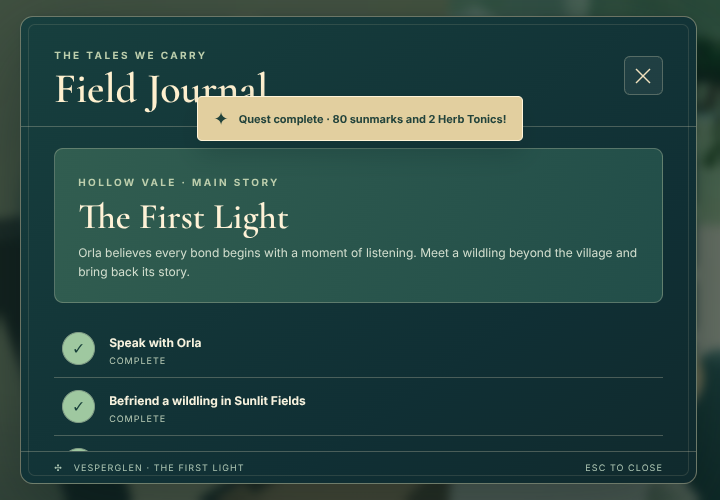 THE TALES WE CARRY
Field Journal
✦ Quest complete · 80 sunmarks and 2 Herb Tonics!
HOLLOW VALE · MAIN STORY
The First Light
Orla believes every bond begins with a moment of listening. Meet a wildling beyond the village and
bring back its story.
✓ Speak with Orla
COMPLETE
✓ Befriend a wildling in Sunlit Fields
COMPLETE
✣ VESPERGLEN · THE FIRST LIGHT
ESC TO CLOSE